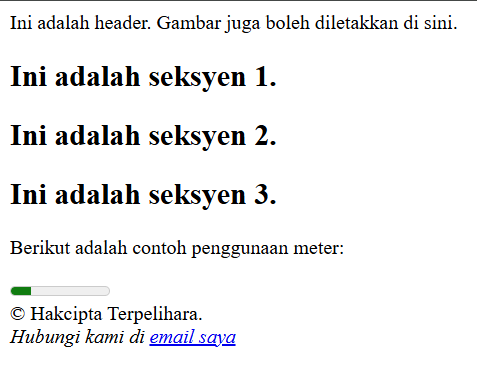 Ini adalah header. Gambar juga boleh diletakkan di sini.
Ini adalah seksyen 1.
Ini adalah seksyen 2.
Ini adalah seksyen 3.
Berikut adalah contoh penggunaan meter:
© Hakcipta Terpelihara.
Hubungi kami di email saya